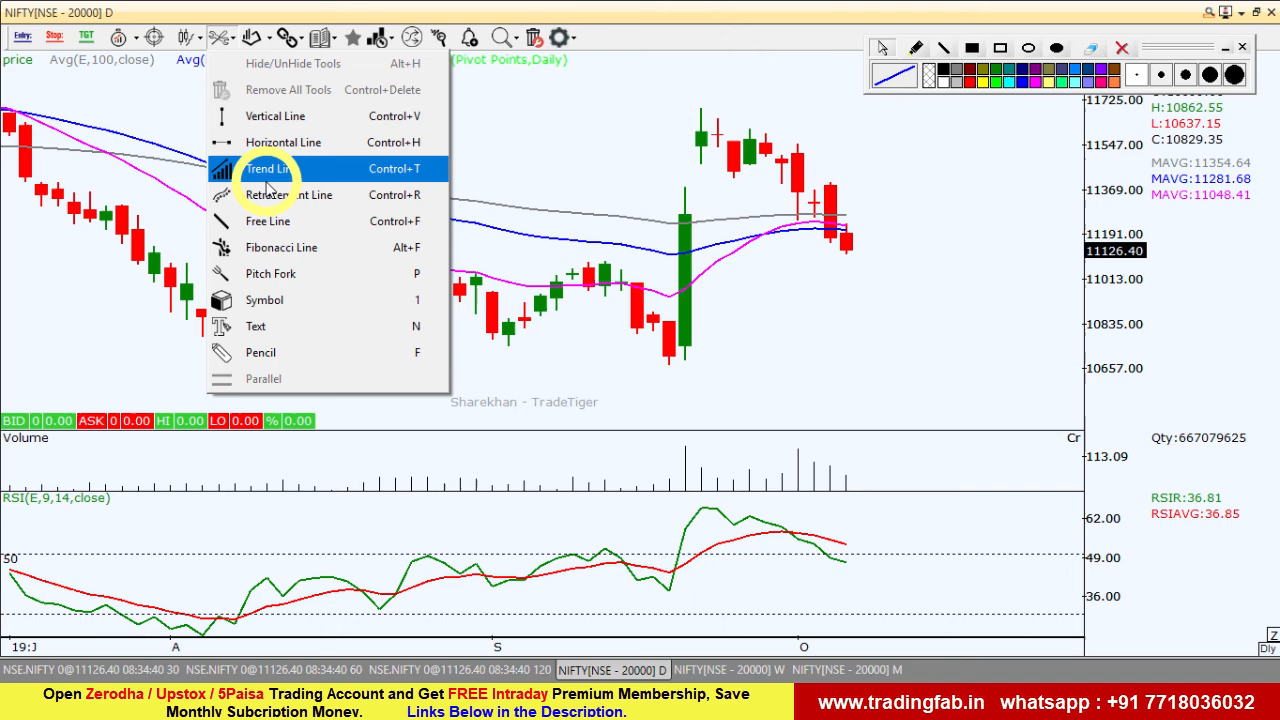 NIFTY[NSE - 20000] D
Entry:
Stop:
TGT
price
Avg(E,100,close)
Avg(
(Pivot Points,Daily)
Hide/UnHide Tools Alt+H
Remove All Tools Control+Delete
Vertical Line Control+V
Horizontal Line Control+H
Trend Lin Control+T
Retracement Line Control+R
Free Line Control+F
Fibonacci Line Alt+F
Pitch Fork P
Symbol 1
Text N
Pencil F
Parallel
11725.00
11547.00
11369.00
11191.00
11126.40
11013.00
10835.00
10657.00
H:10862.55
L:10637.15
C:10829.35
MAVG:11354.64
MAVG:11281.68
MAVG:11048.41
Sharekhan - TradeTiger
BID 0 0.00 ASK 0 0.00 HI 0.00 LO 0.00 % 0.00
Volume
Cr
113.09
Qty:667079625
RSI(E,9,14,close)
RSIR:36.81
RSIAVG:36.85
62.00
50
49.00
36.00
19:J A S O
Z
Dly
NSE.NIFTY 0@11126.40 08:34:40 30 NSE.NIFTY 0@11126.40 08:34:40 60 NSE.NIFTY 0@11126.40 08:34:40 120 NIFTY[NSE - 20000] D NIFTY[NSE - 20000] W NIFTY[NSE - 20000] M
Open Zerodha / Upstox / 5Paisa Trading Account and Get FREE Intraday Premium Membership, Save
Monthly Subcription Money. Links Below in the Description.
www.tradingfab.in whatsapp : +91 7718036032